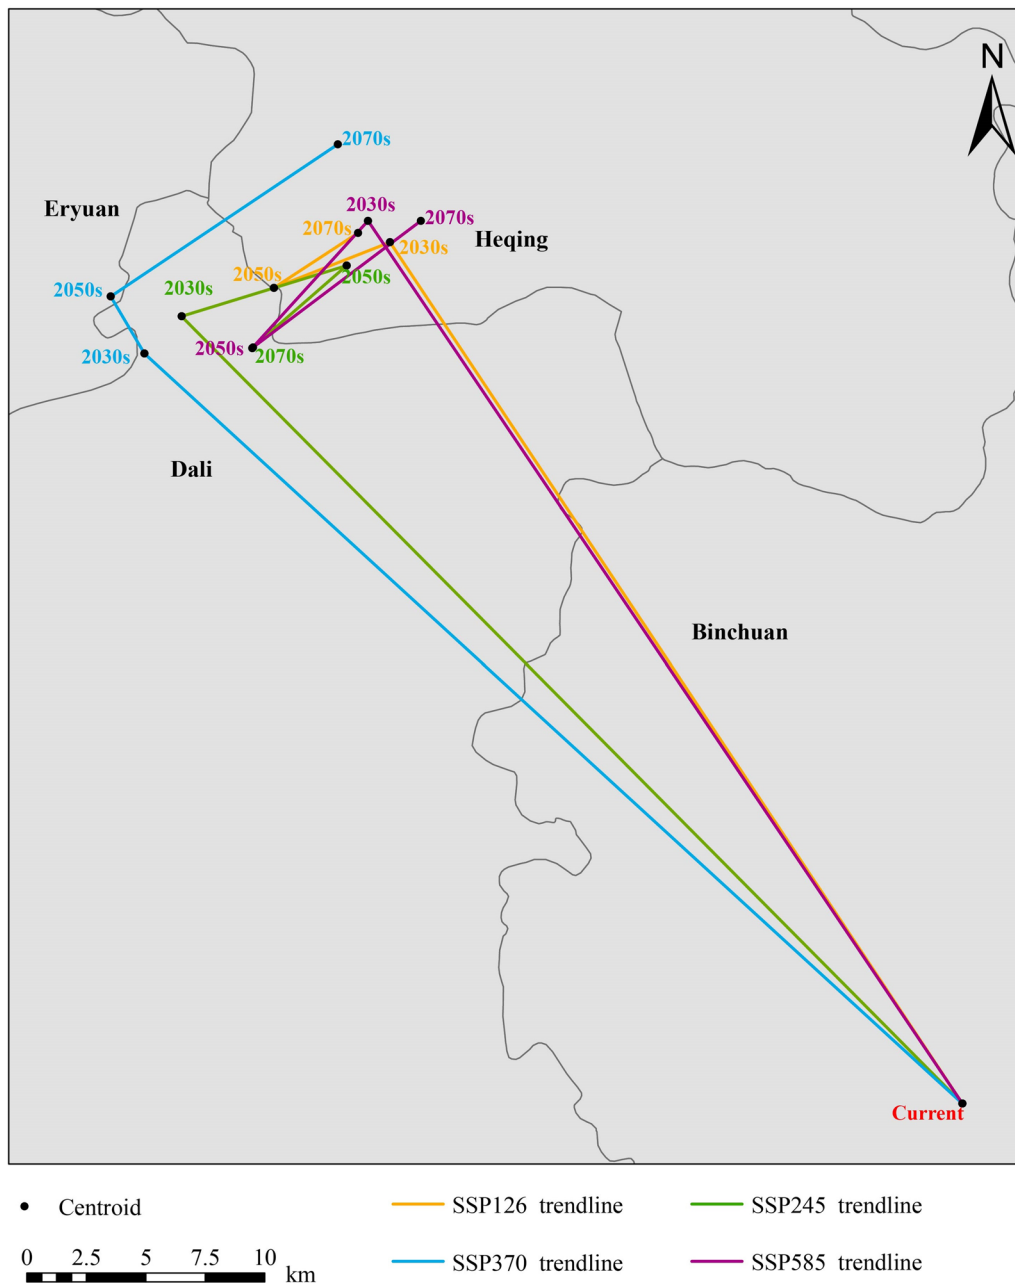 N
2070s
Eryuan
2030s
2070s
2070s
Heqing
2030s
2050s
2050s
2030s
2050s
2050s
2070s
2030s
Dali
Binchuan
Current
Centroid
SSP126 trendline
SSP245 trendline
0 2.5 5 7.5 10
km
SSP370 trendline
SSP585 trendline